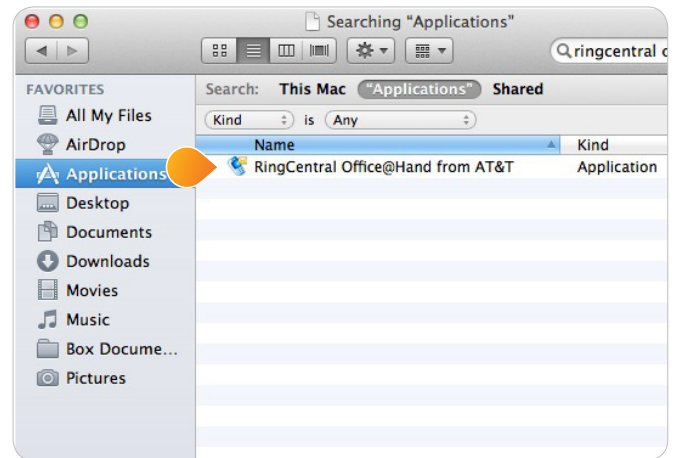 Searching “Applications”
ringcentral
FAVORITES
All My Files
AirDrop
Applications
Desktop
Documents
Downloads
Movies
Music
Box Docume...
Pictures
Search: This Mac “Applications” Shared
Kind is Any
Name Kind
RingCentral Office@Hand from AT&T Application